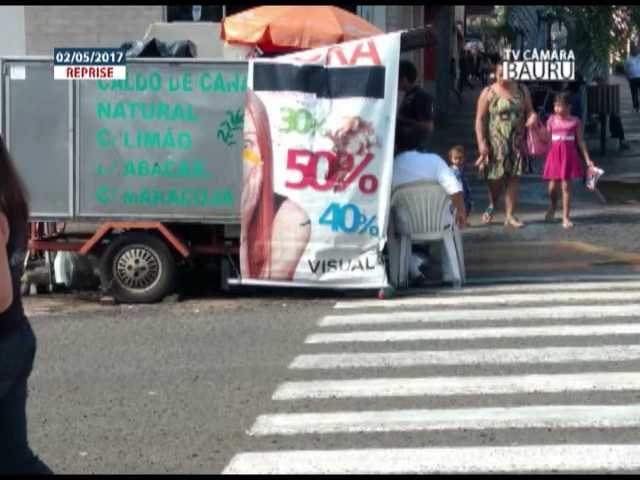 02/05/2017
REPRISE
TV CÂMARA
BAURU
CALDO DE CANA
NATURAL
C/ LIMÃO
C/ ABACAX.
C/ MARACUJÁ
30%
50%
40%
VISUAL